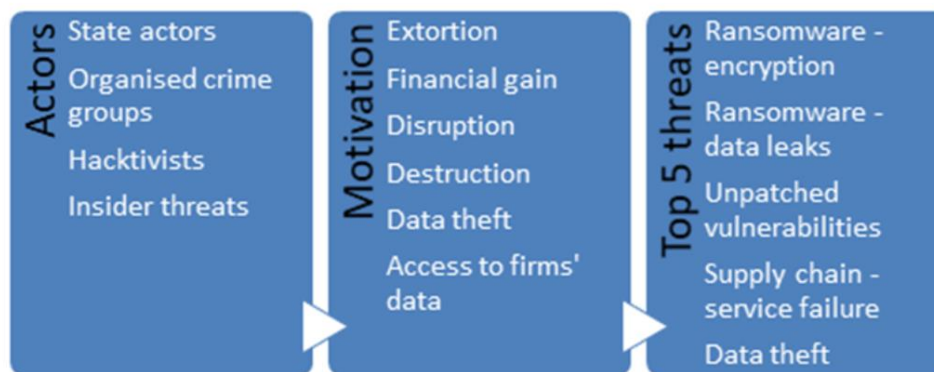 Actors
State actors
Organised crime
groups
Hacktivists
Insider threats
Motivation
Extortion
Financial gain
Disruption
Destruction
Data theft
Access to firms'
data
Top 5 threats
Ransomware -
encryption
Ransomware -
data leaks
Unpatched
vulnerabilities
Supply chain -
service failure
Data theft